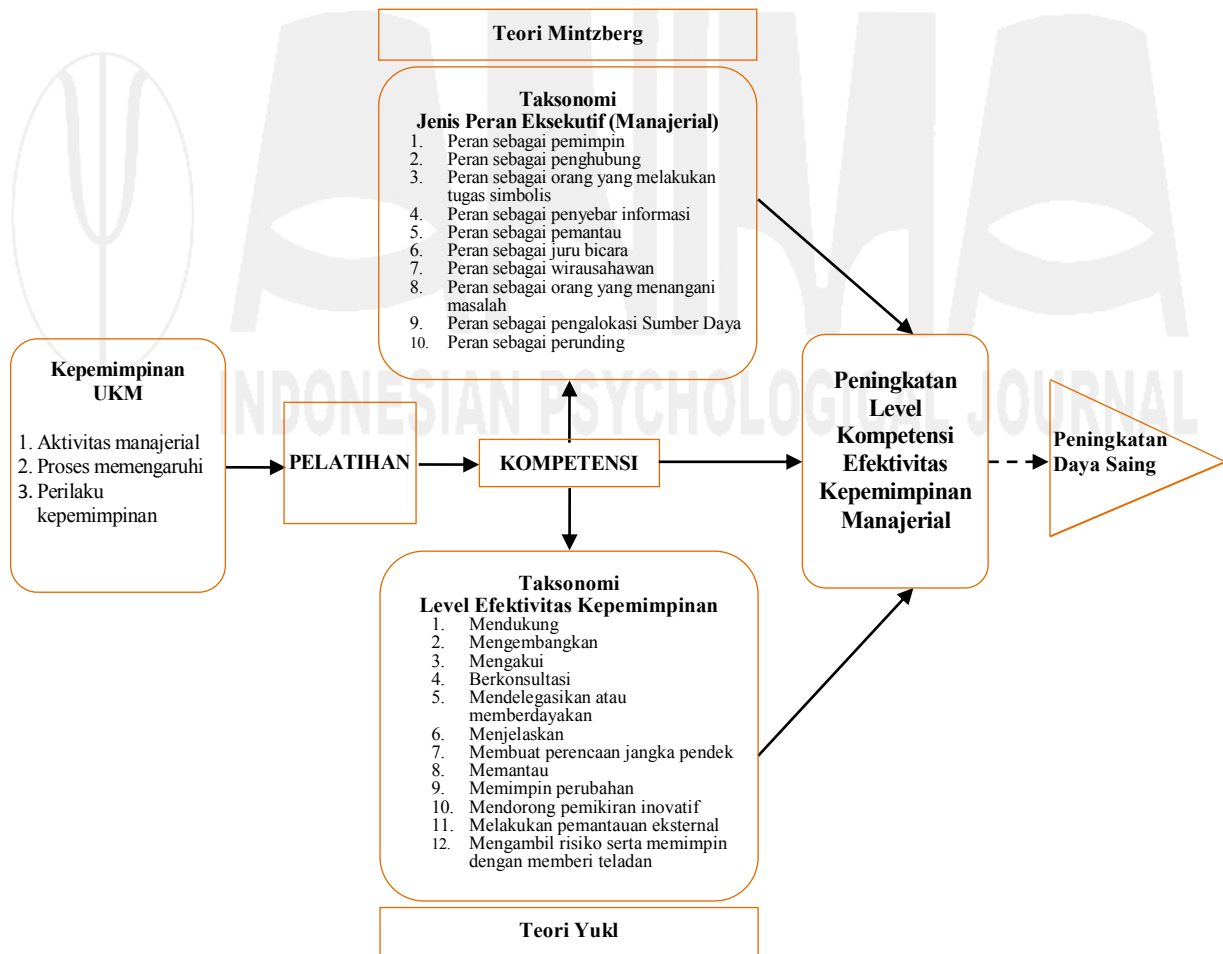 Teori Mintzberg
Taksonomi
Jenis Peran Eksekutif (Manajerial)
1. Peran sebagai pemimpin
2. Peran sebagai penghubung
3. Peran sebagai orang yang melakukan
tugas simbolis
4. Peran sebagai penyebar informasi
5. Peran sebagai pemantau
6. Peran sebagai juru bicara
7. Peran sebagai wirausahawan
8. Peran sebagai orang yang menangani
masalah
9. Peran sebagai pengalokasi Sumber Daya
10. Peran sebagai perunding
Kepemimpinan
UKM
1. Aktivitas manajerial
2. Proses memengaruhi
3. Perilaku
kepemimpinan
PELATIHAN
KOMPETENSI
Peningkatan
Level
Kompetensi
Efektivitas
Kepemimpinan
Manajerial
Peningkatan
Daya Saing
Taksonomi
Level Efektivitas Kepemimpinan
1. Mendukung
2. Mengembangkan
3. Mengakui
4. Berkonsultasi
5. Mendelegasikan atau
memberdayakan
6. Menjelaskan
7. Membuat perencaan jangka pendek
8. Memantau
9. Memimpin perubahan
10. Mendorong pemikiran inovatif
11. Melakukan pemantauan eksternal
12. Mengambil risiko serta memimpin
dengan memberi teladan
Teori Yukl
ANIMA
INDONESIAN PSYCHOLOGICAL JOURNAL